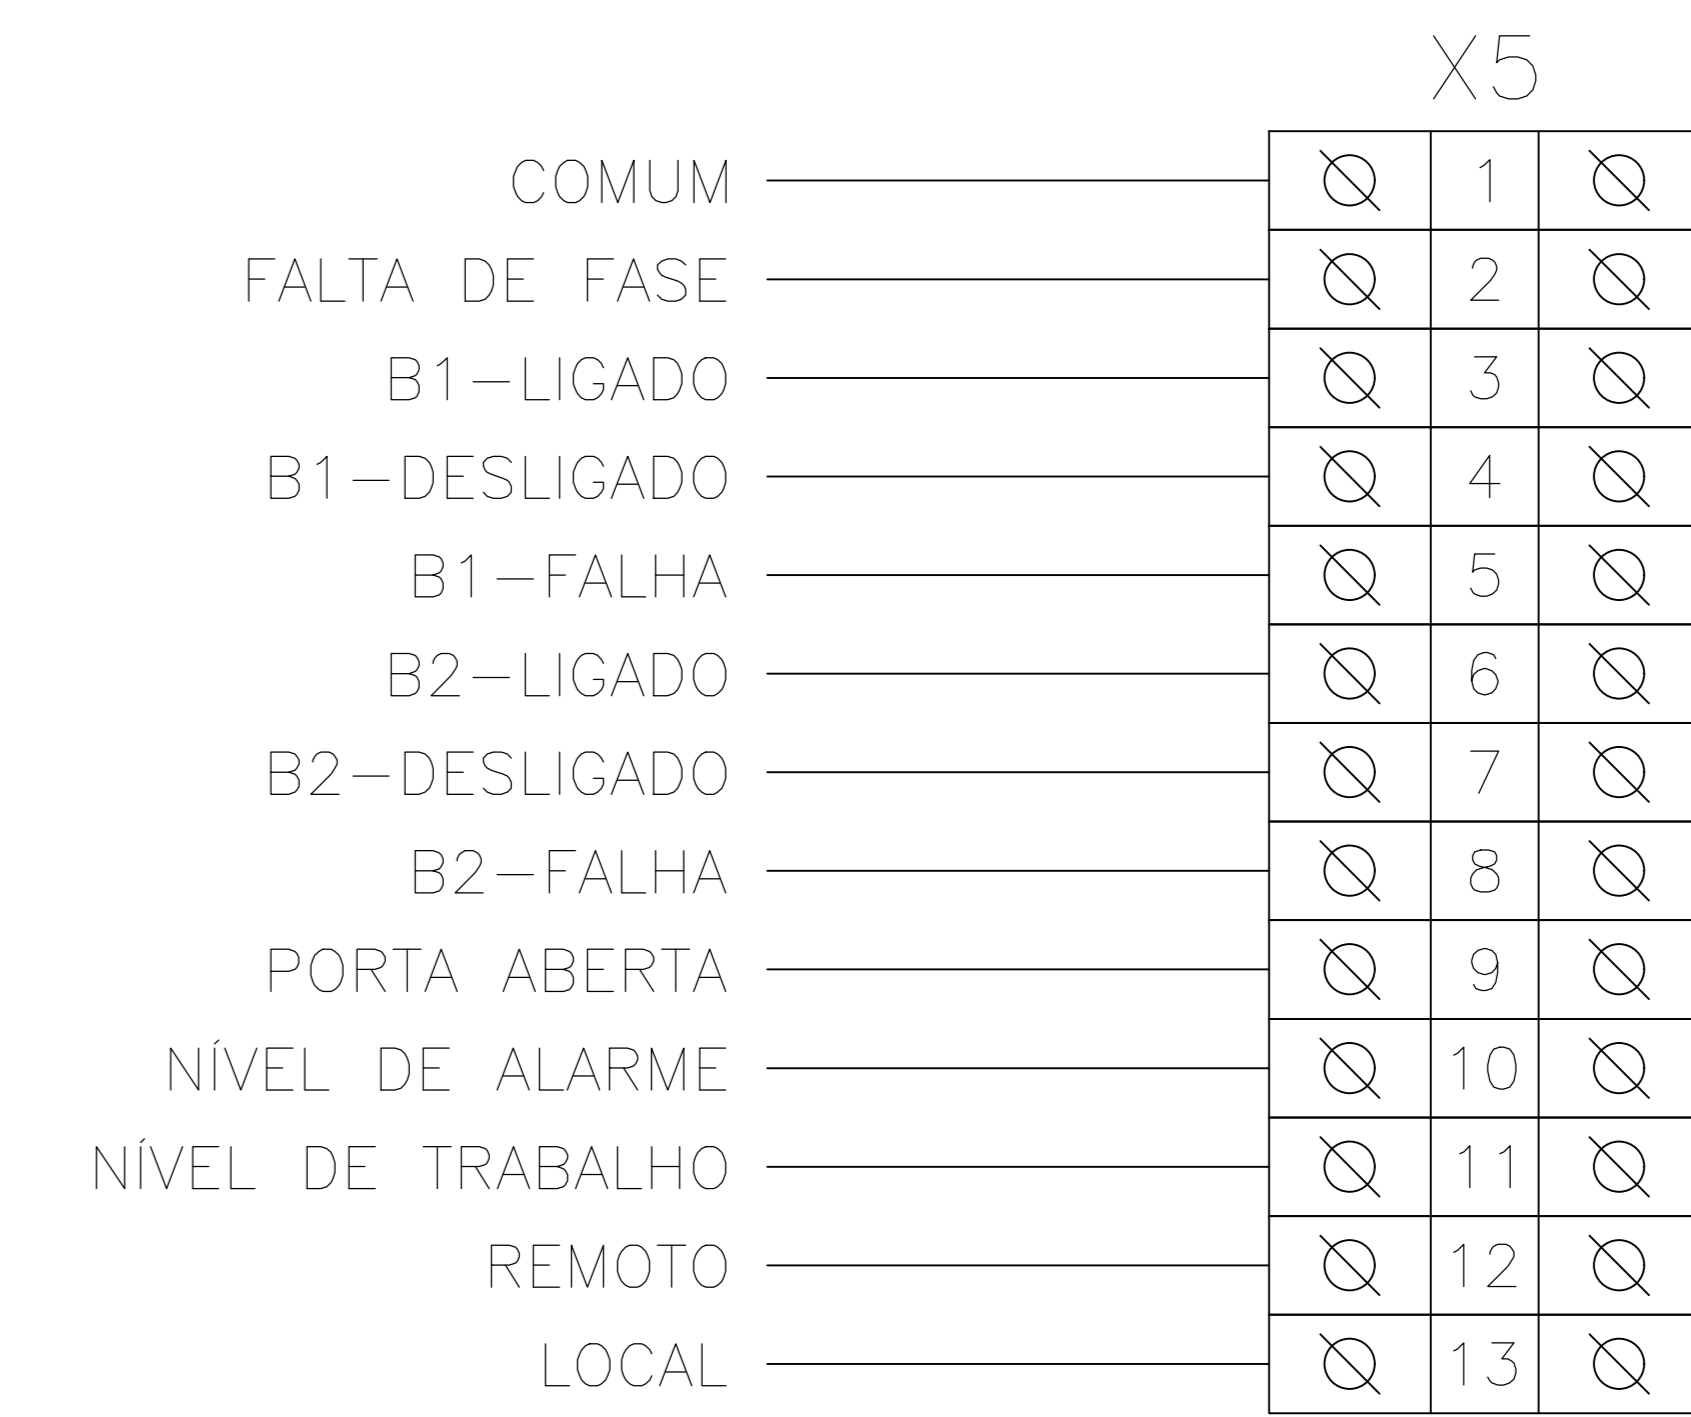 X5
COMUM 1
FALTA DE FASE 2
B1-LIGADO 3
B1-DESLIGADO 4
B1-FALHA 5
B2-LIGADO 6
B2-DESLIGADO 7
B2-FALHA 8
PORTA ABERTA 9
NÍVEL DE ALARME 10
NÍVEL DE TRABALHO 11
REMOTO 12
LOCAL 13